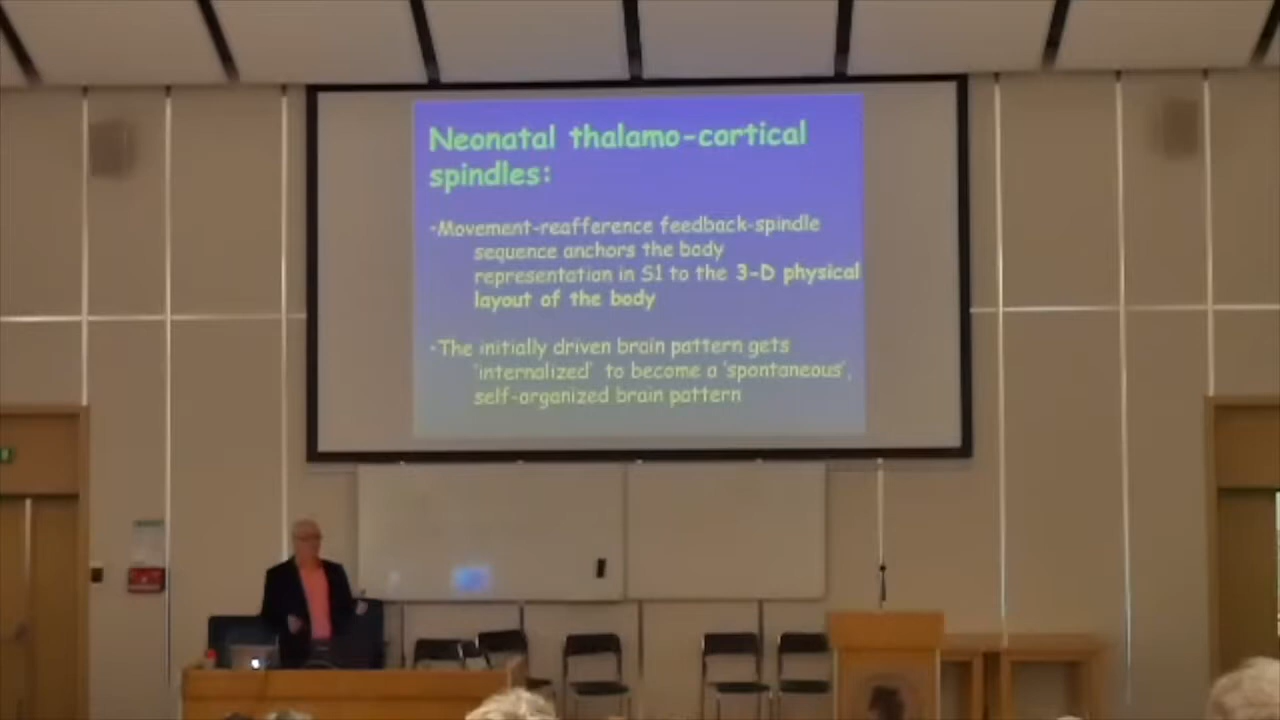 Neonatal thalamo-cortical
spindles:
•Movement-reafference feedback-spindle
sequence anchors the body
representation in S1 to the 3-D physical
layout of the body
•The initially driven brain pattern gets
'internalized' to become a 'spontaneous',
self-organized brain pattern